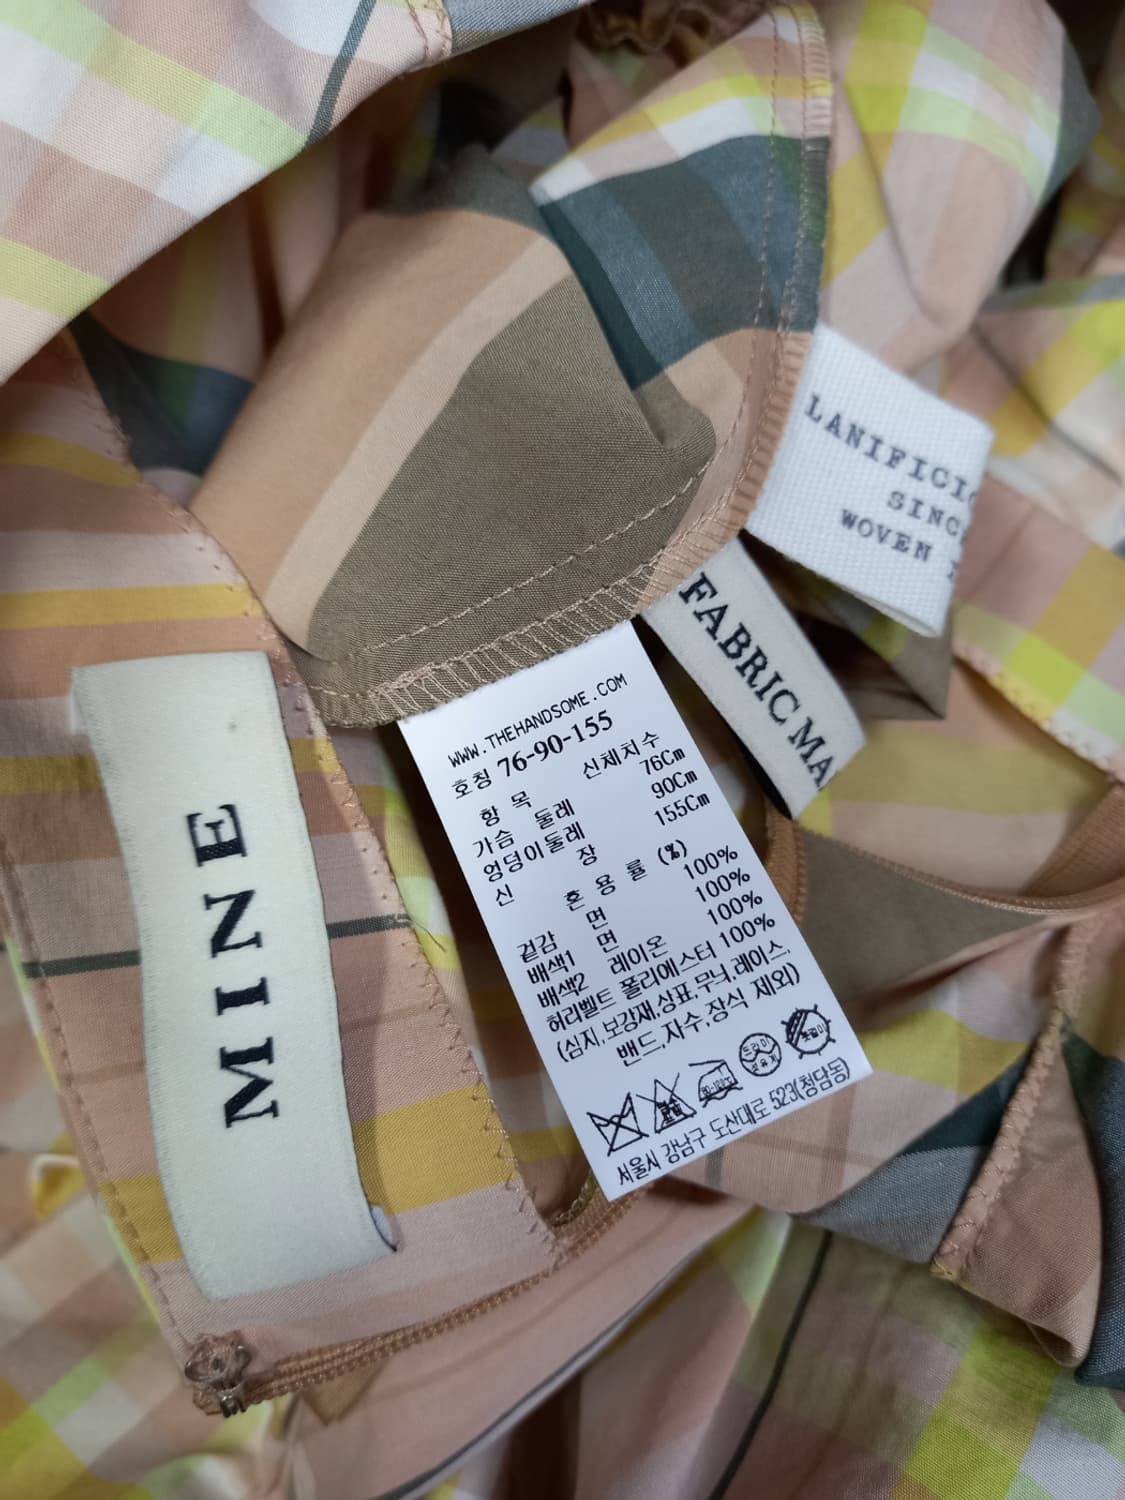 LANIFICIO
SINC
WOVEN
FABRIC MA
MINE
WWW.THEHANDSOME.COM
호칭 76-90-155
항 목 신체치수
가슴 둘레 76Cm
엉덩이둘레 90Cm
신 장 155Cm
혼 용 률 (%)
겉감 면 100%
배색1 면 100%
배색2 레이온 100%
허리벨트 폴리에스터 100%
(심지,보강재,상표,무늬,레이스,
밴드,자수,장식 제외)
서울시 강남구 도산대로 523(청담동)